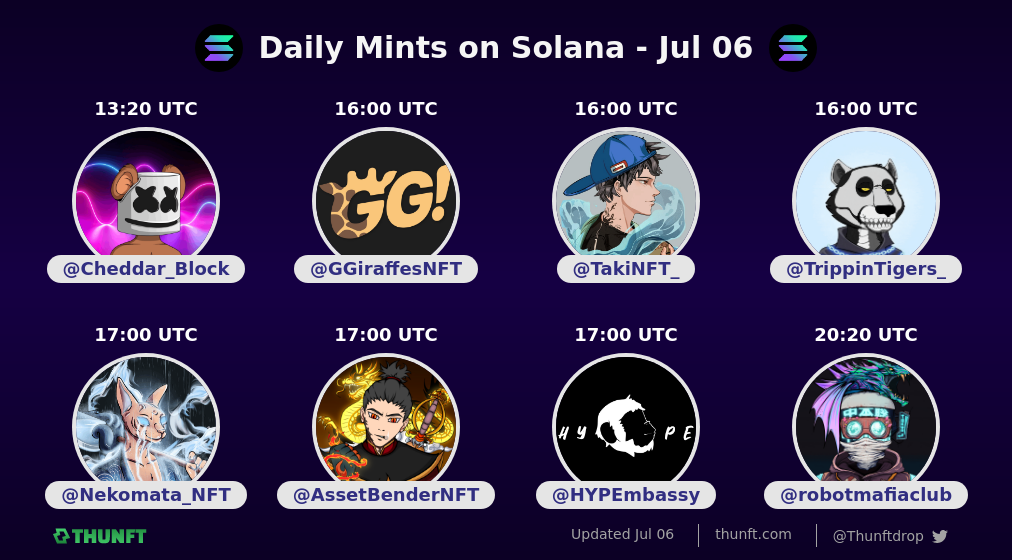 Daily Mints on Solana - Jul 06
13:20 UTC
16:00 UTC
16:00 UTC
16:00 UTC
GG!
@Cheddar_Block
@GGiraffesNFT
@TakiNFT_
@TrippinTigers_
17:00 UTC
17:00 UTC
17:00 UTC
20:20 UTC
HYPE
@Nekomata_NFT
@AssetBenderNFT
@HYPEmbassy
@robotmafiaclub
THUNFT
Updated Jul 06
thunft.com
@Thunftdrop